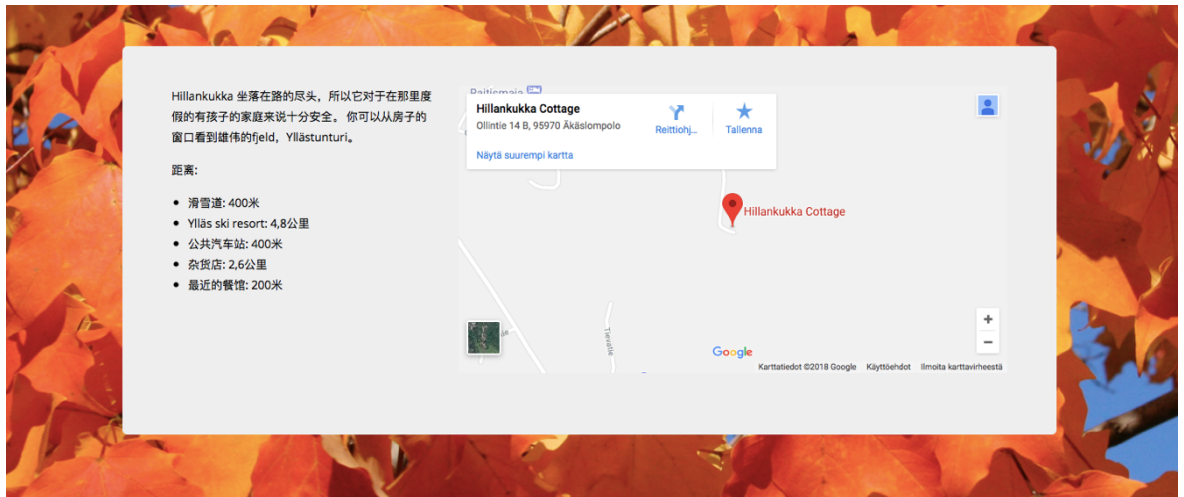 Hillankukka 坐落在路的尽头，所以它对于在那里度
假的有孩子的家庭来说十分安全。 你可以从房子的
窗口看到雄伟的fjeld，Yllästunturi。
距离:
滑雪道: 400米
Ylläs ski resort: 4,8公里
公共汽车站: 400米
杂货店: 2,6公里
最近的餐馆: 200米
Raitismaja
Hillankukka Cottage
Ollintie 14 B, 95970 Äkäslompolo
Reittiohj...
Tallenna
Näytä suurempi kartta
Hillankukka Cottage
Tievatie
Google
Karttatiedot ©2018 Google Käyttöehdot Ilmoita karttavirheestä